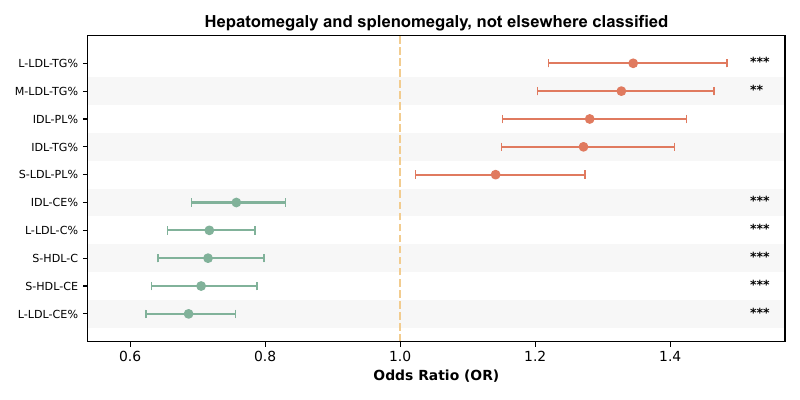 Hepatomegaly and splenomegaly, not elsewhere classified
L-LDL-TG% ***
M-LDL-TG% **
IDL-PL%
IDL-TG%
S-LDL-PL%
IDL-CE% ***
L-LDL-C% ***
S-HDL-C ***
S-HDL-CE ***
L-LDL-CE% ***
0.6 0.8 1.0 1.2 1.4
Odds Ratio (OR)